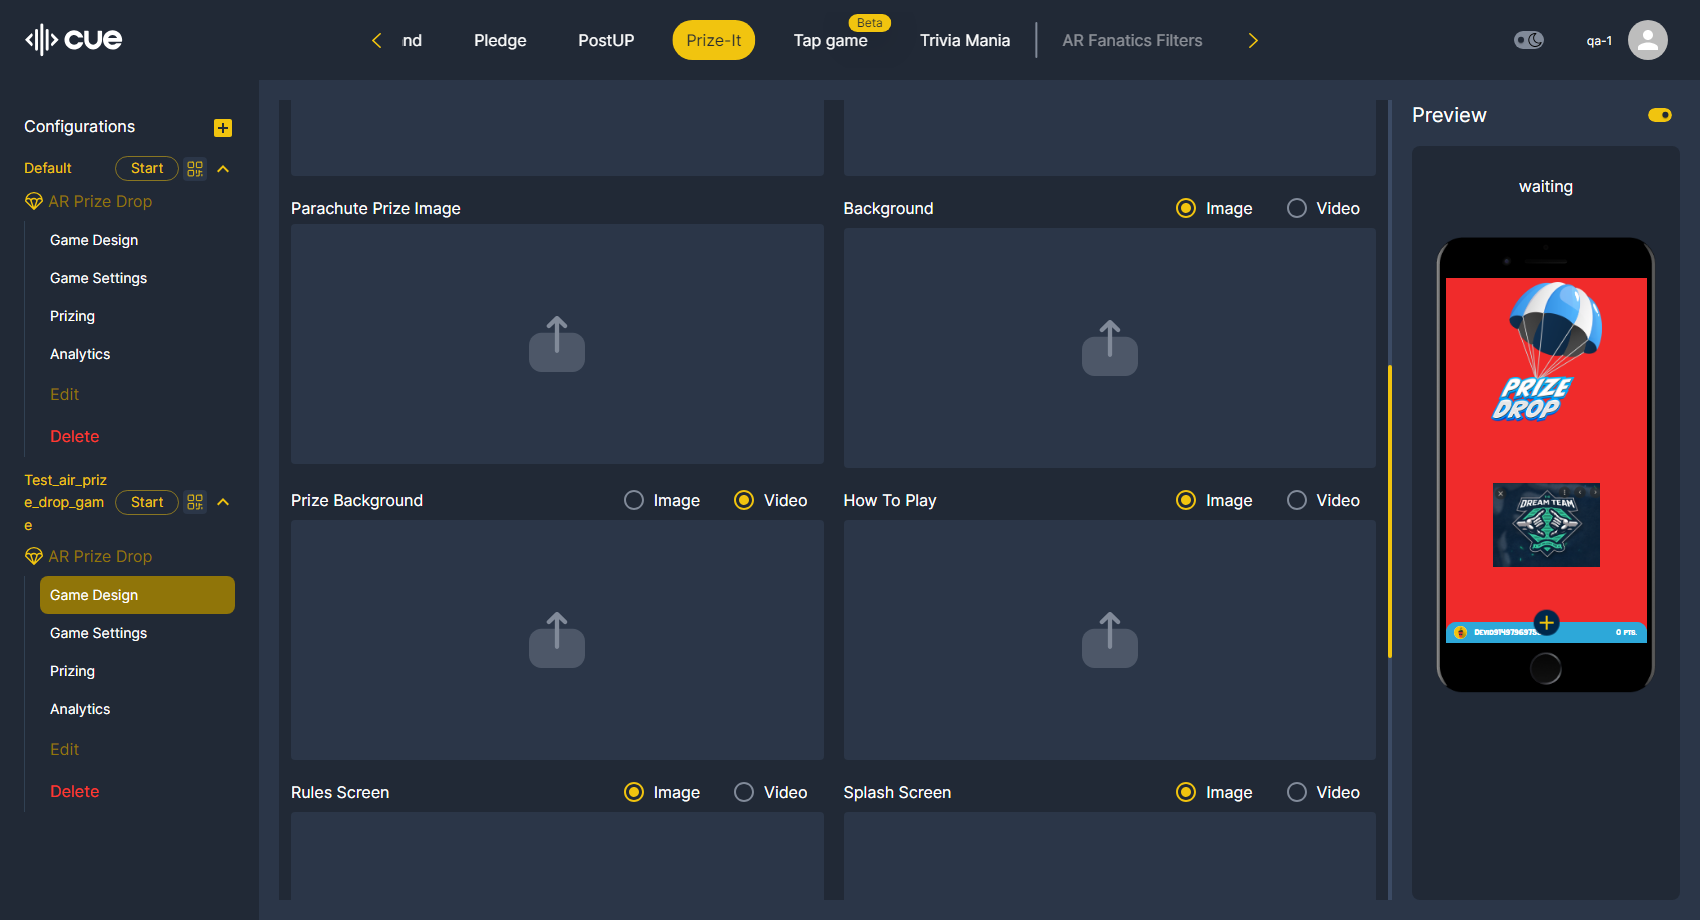 cue
nd
Pledge
PostUP
Prize-It
Beta
Tap game
Trivia Mania
AR Fanatics Filters
qa-1
Configurations
Default
Start
AR Prize Drop
Game Design
Game Settings
Prizing
Analytics
Edit
Delete
Test_air_priz
e_drop_gam
e
Start
AR Prize Drop
Game Design
Game Settings
Prizing
Analytics
Edit
Delete
Parachute Prize Image
Background
Image
Video
Prize Background
Image
Video
How To Play
Image
Video
Rules Screen
Image
Video
Splash Screen
Image
Video
Preview
waiting
PRIZE
DROP
DREAM TEAM
0 PTS.